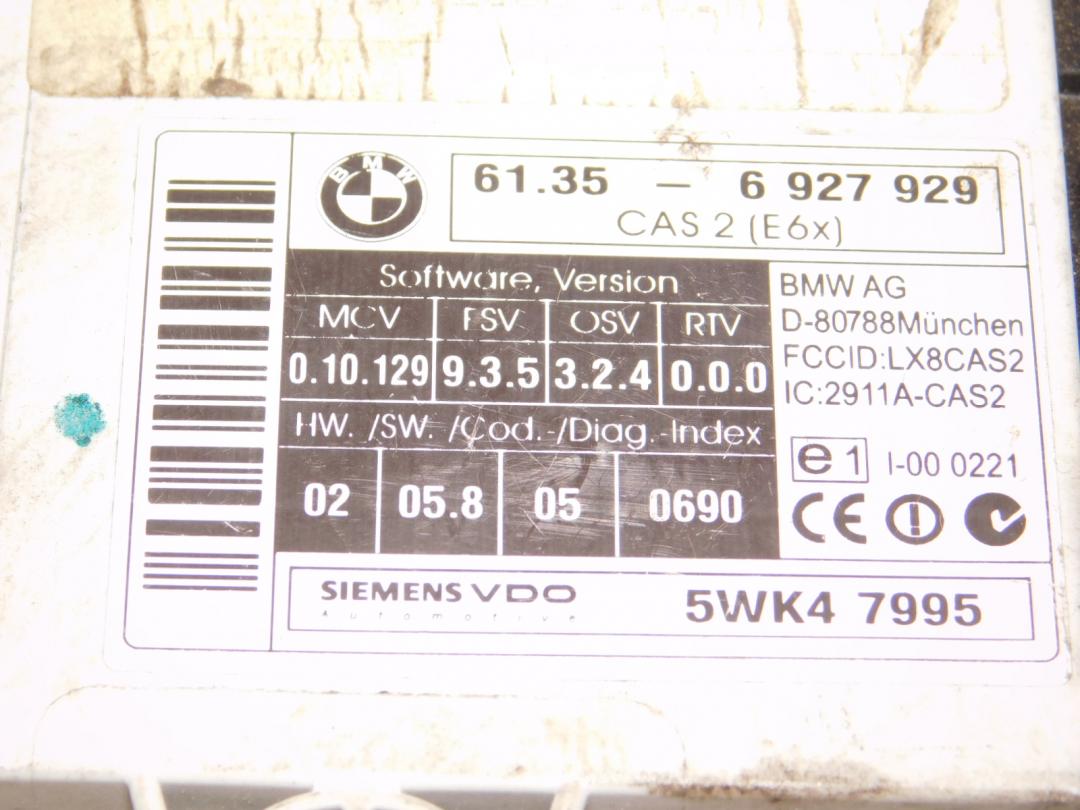 BMW
61.35 - 6 927 929
CAS 2 (E6x)
Software, Version
MCV FSV OSV RTV
0.10.129 9.3.5 3.2.4 0.0.0
HW. /SW. /Cod.-/Diag.-Index
02 05.8 05 0690
BMW AG
D-80788München
FCCID:LX8CAS2
IC:2911A-CAS2
e1 I-00 0221
CE
SIEMENS VDO
Automotive
5WK4 7995